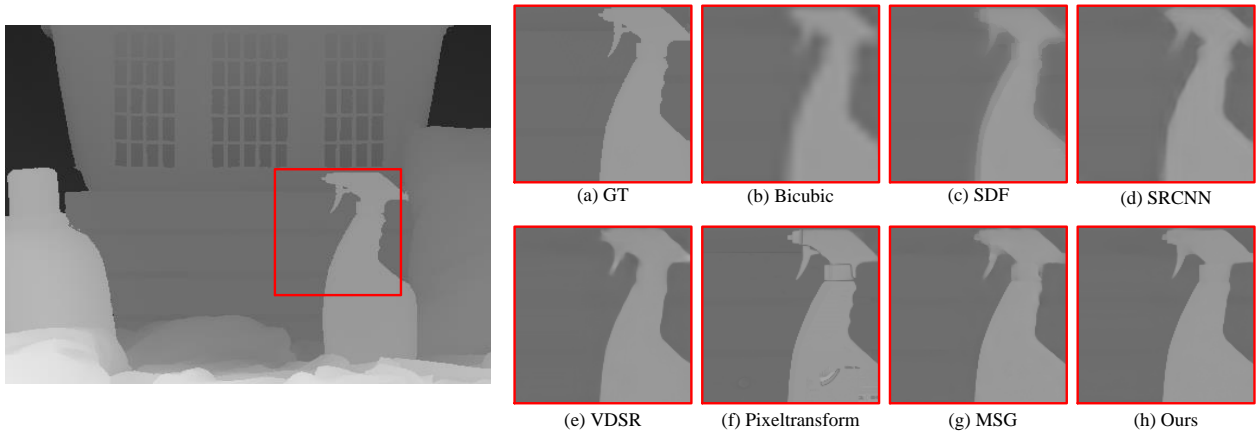 (a) GT
(b) Bicubic
(c) SDF
(d) SRCNN
(e) VDSR
(f) Pixeltransform
(g) MSG
(h) Ours